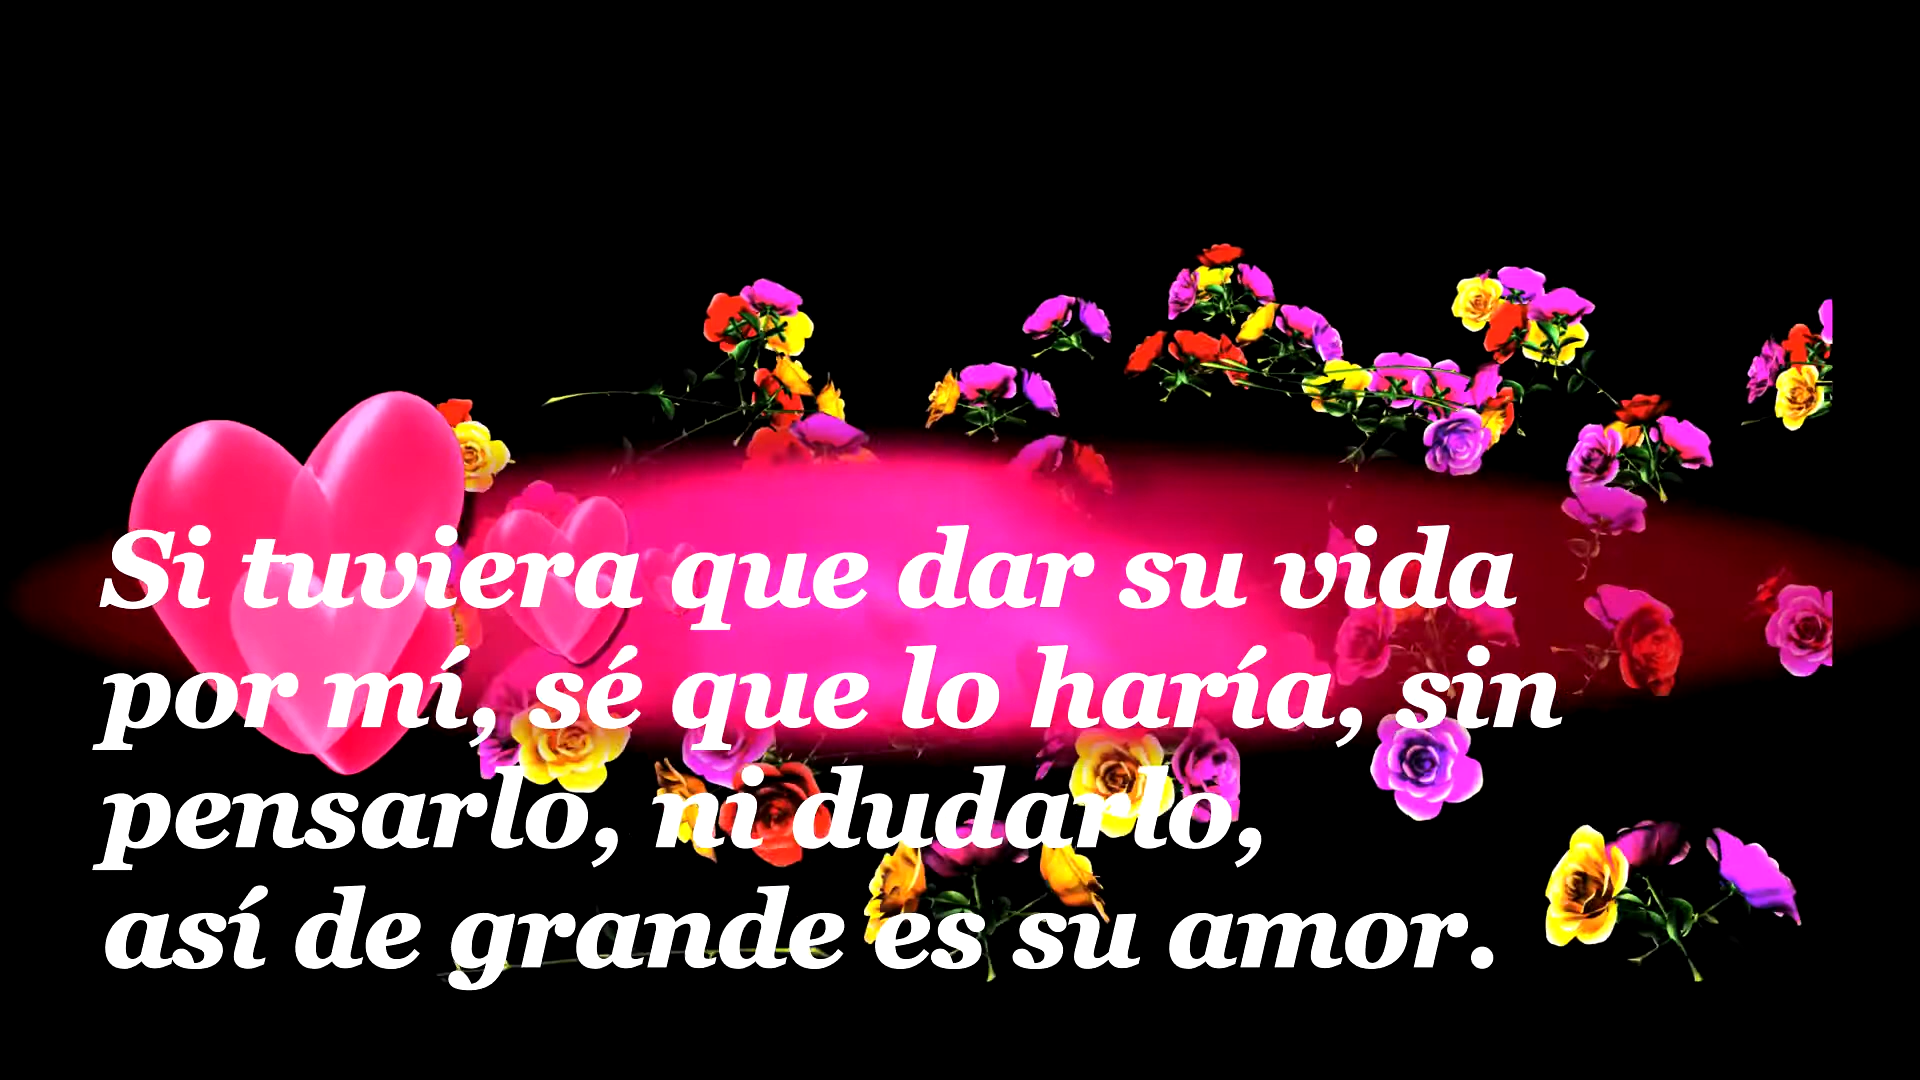 Si tuviera que dar su vida
por mí, sé que lo haría, sin
pensarlo, ni dudarlo,
así de grande es su amor.